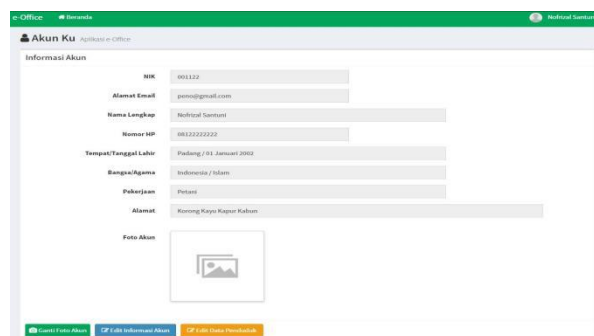 e-Office Beranda Nofrizal Santuni
Akun Ku Aplikasi e-Office
Informasi Akun
NIK 001122
Alamat Email peno@gmail.com
Nama Lengkap Nofrizal Santuni
Nomor HP 08122222222
Tempat/Tanggal Lahir Padang / 01 Januari 2002
Bangsa/Agama Indonesia / Islam
Pekerjaan Petani
Alamat Korong Kayu Kapur Kabun
Foto Akun
Ganti Foto Akun Edit Informasi Akun Edit Data Penduduk